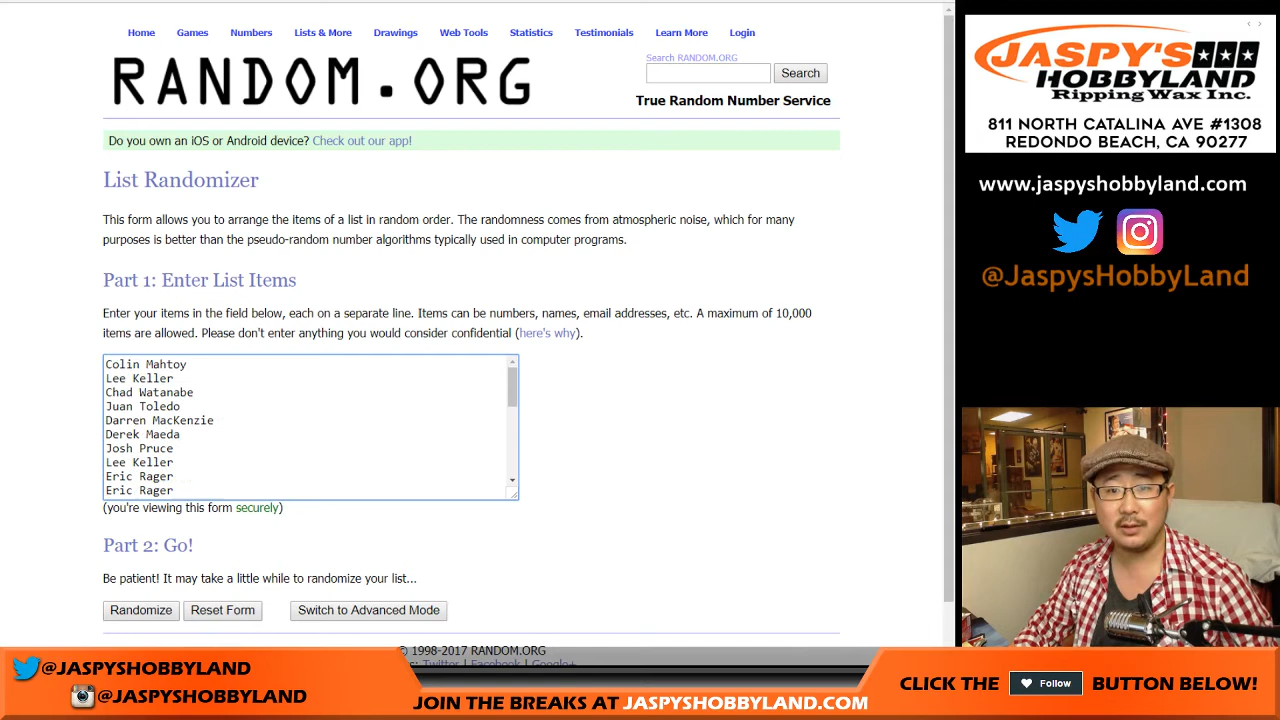 Home Games Numbers Lists & More Drawings Web Tools Statistics Testimonials Learn More Login
RANDOM.ORG
Search RANDOM.ORG
Search
True Random Number Service
Do you own an iOS or Android device? Check out our app!
List Randomizer
This form allows you to arrange the items of a list in random order. The randomness comes from atmospheric noise, which for many
purposes is better than the pseudo-random number algorithms typically used in computer programs.
Part 1: Enter List Items
Enter your items in the field below, each on a separate line. Items can be numbers, names, email addresses, etc. A maximum of 10,000
items are allowed. Please don't enter anything you would consider confidential (here's why).
Colin Mahtoy
Lee Keller
Chad Watanabe
Juan Toledo
Darren MacKenzie
Derek Maeda
Josh Pruce
Lee Keller
Eric Rager
Eric Rager
(you're viewing this form securely)
Part 2: Go!
Be patient! It may take a little while to randomize your list...
Randomize Reset Form Switch to Advanced Mode
© 1998-2017 RANDOM.ORG
Twitter | Facebook | Google+
JASPY'S
HOBBYLAND
Ripping Wax Inc.
811 NORTH CATALINA AVE #1308
REDONDO BEACH, CA 90277
www.jaspyshobbyland.com
@JaspysHobbyLand
@JASPYSHOBBYLAND
@JASPYSHOBBYLAND
JOIN THE BREAKS AT JASPYSHOBBYLAND.COM
CLICK THE Follow BUTTON BELOW!